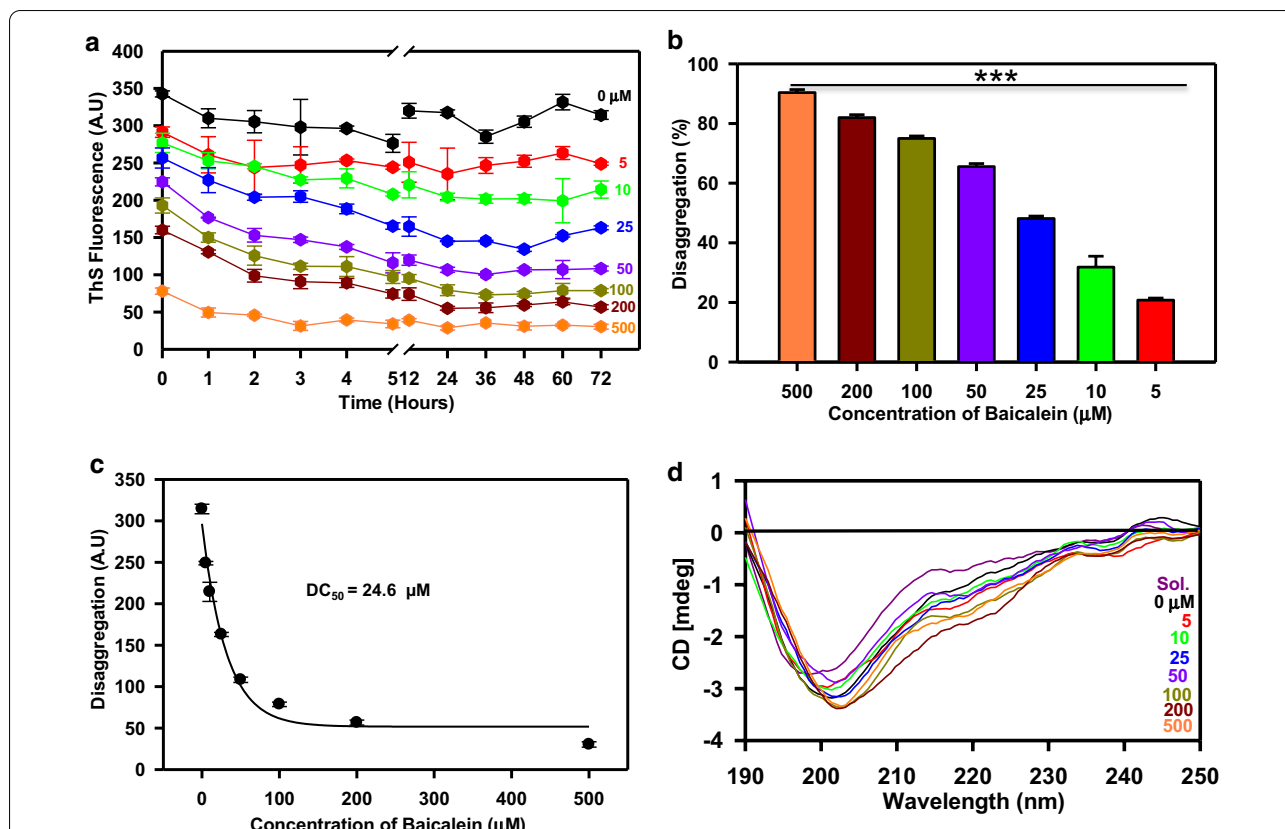 a
400
350
300
250
200
150
100
50
0
ThS Fluorescence (A.U)
0 µM
5
10
25
50
100
200
500
0 1 2 3 4 5 12 24 36 48 60 72
Time (Hours)
b
100
80
60
40
20
0
Disaggregation (%)
***
500 200 100 50 25 10 5
Concentration of Baicalein (µM)
c
350
300
250
200
150
100
50
0
Disaggregation (A.U)
DC50 = 24.6 µM
0 100 200 300 400 500
Concentration of Baicalein (µM)
d
1
0
-1
-2
-3
-4
CD [mdeg]
Sol.
0 µM
5
10
25
50
100
200
500
190 200 210 220 230 240 250
Wavelength (nm)